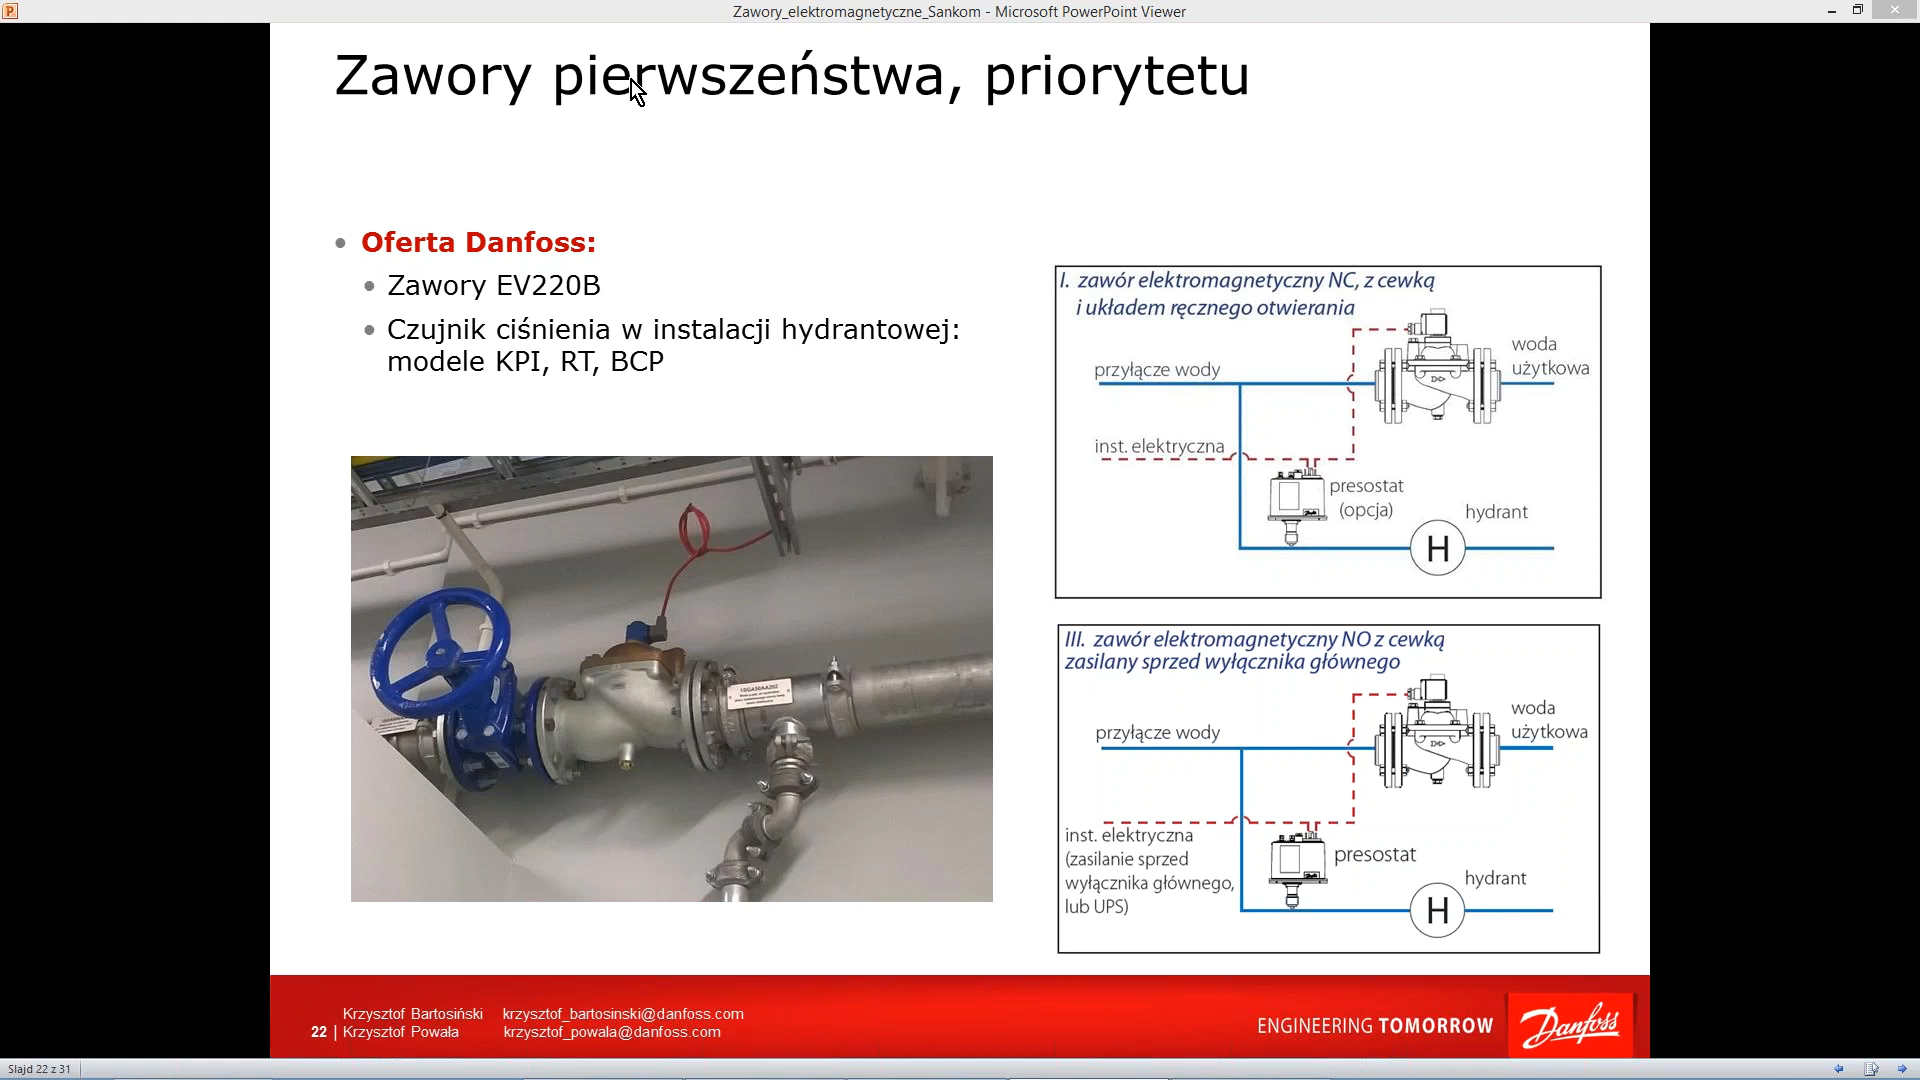 Zawory_elektromagnetyczne_Sankom - Microsoft PowerPoint Viewer
Zawory pierwszeństwa, priorytetu
Oferta Danfoss:
Zawory EV220B
Czujnik ciśnienia w instalacji hydrantowej:
modele KPI, RT, BCP
I. zawór elektromagnetyczny NC, z cewką
i układem ręcznego otwierania
woda
użytkowa
przyłącze wody
inst. elektryczna
presostat
(opcja)
hydrant
H
III. zawór elektromagnetyczny NO z cewką
zasilany sprzed wyłącznika głównego
woda
użytkowa
przyłącze wody
inst. elektryczna
(zasilanie sprzed
wyłącznika głównego,
lub UPS)
presostat
hydrant
H
Krzysztof Bartosiński krzysztof_bartosinski@danfoss.com
22 | Krzysztof Powała krzysztof_powala@danfoss.com
ENGINEERING TOMORROW
Danfoss
Slajd 22 z 31